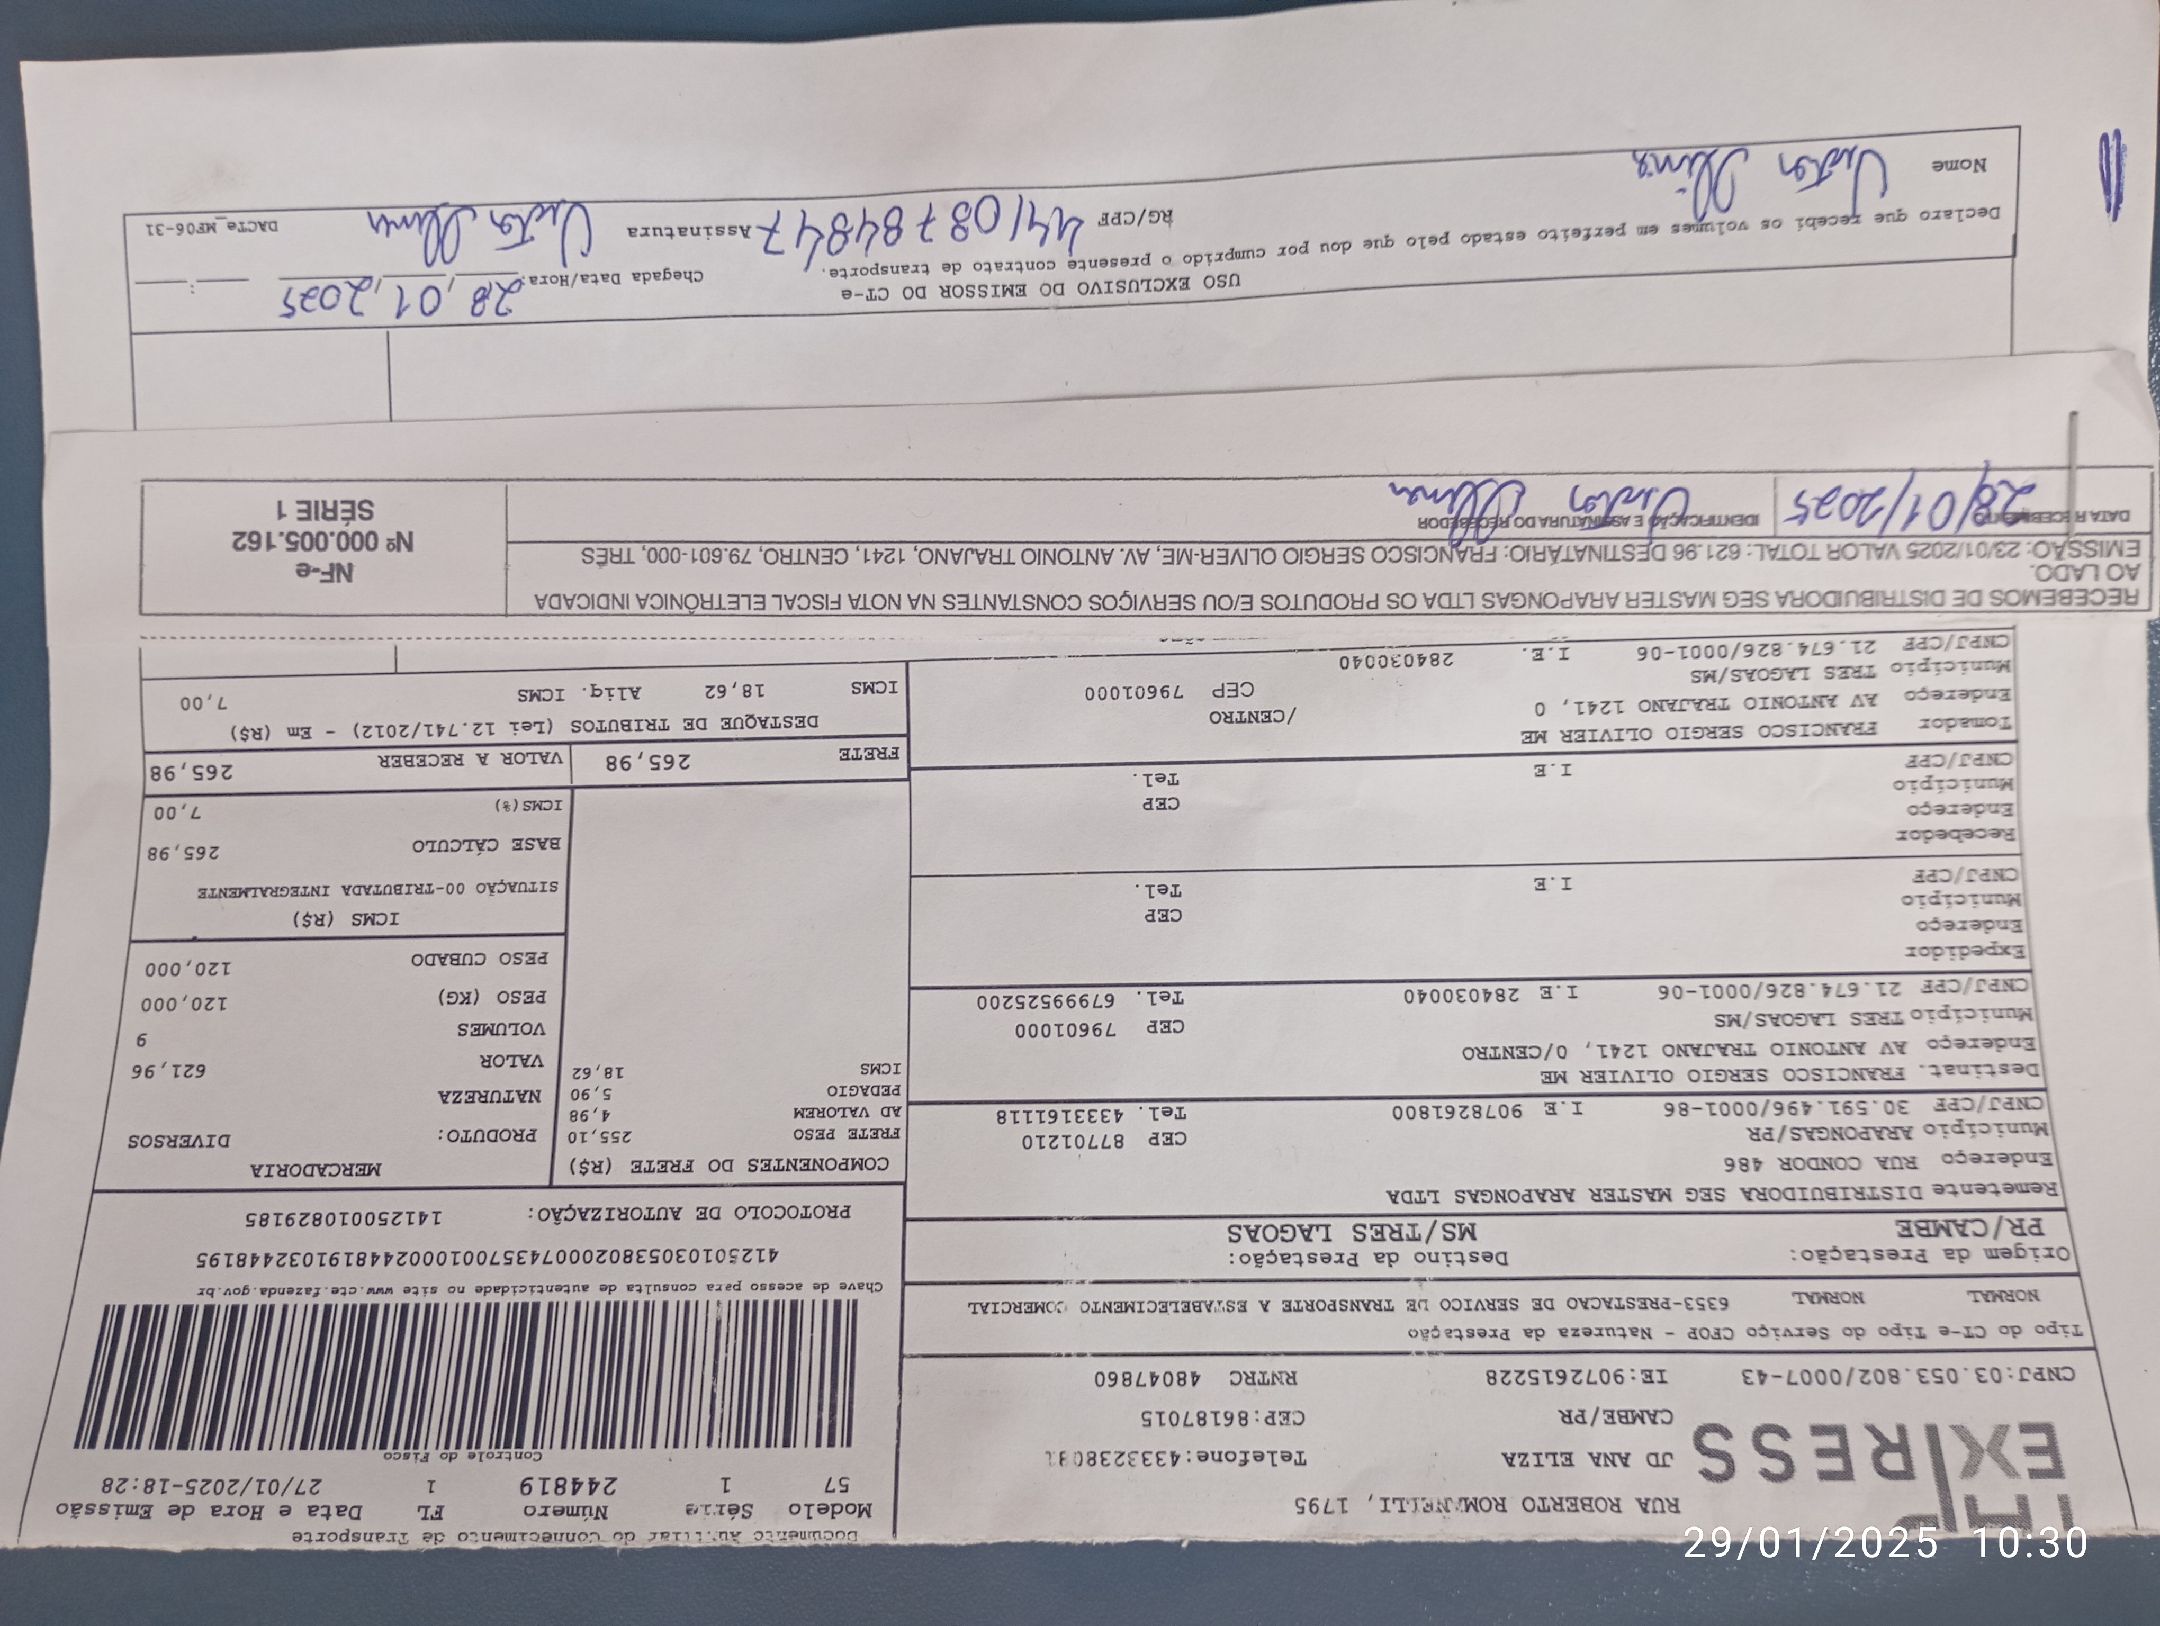 Documento Auxiliar do Conhecimento de Transporte
RUA ROBERTO ROMANELLI, 1795
JD ANA ELIZA Telefone:
CAMBE/PR CEP:86187015
EXPRESS
CNPJ:03.053.802/0007-43 IE:9072615228 RNTRC 48047860
Modelo Série Número FL Data e Hora de Emissão
57 1 244819 1 27/01/2025-18:28
Controle do Fisco
Chave de acesso para consulta de autenticidade no site www.cte.fazenda.gov.br
41250103053802000743570010002448191032448195
PROTOCOLO DE AUTORIZAÇÃO: 141250010829185
Tipo do CT-e Tipo do Serviço CFOP - Natureza da Prestação
NORMAL NORMAL 6353-PRESTACAO DE SERVICO DE TRANSPORTE A ESTABELECIMENTO COMERCIAL
Origem da Prestação: Destino da Prestação:
PR/CAMBE MS/TRES LAGOAS
Remetente DISTRIBUIDORA SEG MASTER ARAPONGAS LTDA
Endereço RUA CONDOR 486
Município ARAPONGAS/PR CEP 87701210
CNPJ/CPF 30.591.496/0001-86 I.E 9078261800 Tel. 4333161118
Destinat. FRANCISCO SERGIO OLIVIER ME
Endereço AV ANTONIO TRAJANO 1241, 0/CENTRO
Município TRES LAGOAS/MS CEP 79601000
CNPJ/CPF 21.674.826/0001-06 I.E 284030040 Tel. 67999525200
Expedidor
Endereço
Município CEP
CNPJ/CPF I.E Tel.
Recebedor
Endereço
Município CEP
CNPJ/CPF I.E Tel.
Tomador FRANCISCO SERGIO OLIVIER ME
Endereço AV ANTONIO TRAJANO 1241, 0 /CENTRO
Município TRES LAGOAS/MS CEP 79601000
CNPJ/CPF 21.674.826/0001-06 I.E. 284030040
COMPONENTES DO FRETE (R$)
FRETE PESO 255,10
AD VALOREM 4,98
PEDAGIO 5,90
ICMS 18,62
MERCADORIA
PRODUTO: DIVERSOS
NATUREZA
VALOR 621,96
VOLUMES 9
PESO (KG) 120,000
PESO CUBADO 120,000
ICMS (R$)
SITUAÇÃO 00-TRIBUTADA INTEGRALMENTE
BASE CÁLCULO 265,98
ICMS(%) 7,00
FRETE 265,98 VALOR A RECEBER 265,98
DESTAQUE DE TRIBUTOS (Lei 12.741/2012) - Em (R$)
ICMS 18,62 Aliq. ICMS 7,00
RECEBEMOS DE DISTRIBUIDORA SEG MASTER ARAPONGAS LTDA OS PRODUTOS E/OU SERVIÇOS CONSTANTES NA NOTA FISCAL ELETRÔNICA INDICADA
AO LADO.
EMISSÃO: 23/01/2025 VALOR TOTAL: 621.96 DESTINATÁRIO: FRANCISCO SERGIO OLIVER-ME, AV. ANTONIO TRAJANO, 1241, CENTRO, 79.601-000, TRÊS
DATA RECEBIMENTO IDENTIFICAÇÃO E ASSINATURA DO RECEBEDOR
28/01/2025 Victor
NF-e
Nº 000.005.162
SÉRIE 1
USO EXCLUSIVO DO EMISSOR DO CT-e
Chegada Data/Hora 28,01,2025
Declaro que recebi os volumes em perfeito estado pelo que dou por cumprido o presente contrato de transporte.
Nome Victor RG/CPF 44108784847 Assinatura Victor
DACTe_MF06-31
29/01/2025 10:30